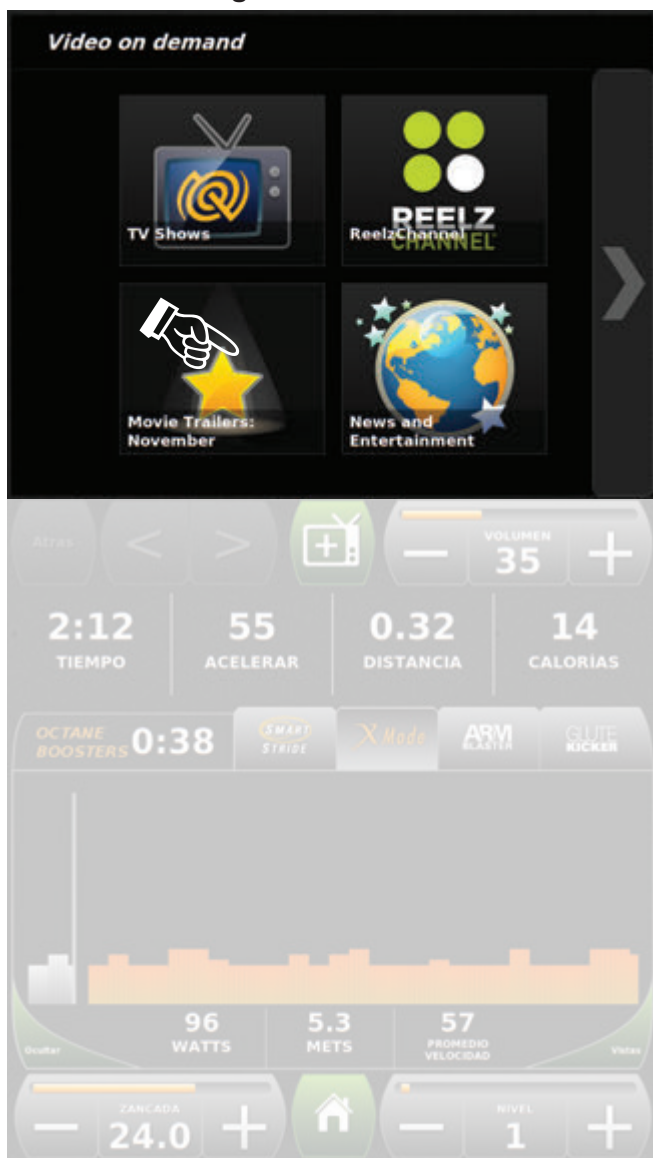 Video on demand
TV Shows
REELZ
CHANNEL
ReelzChannel
Movie Trailers:
November
News and
Entertainment
Atras
<
>
+
−
VOLUMEN
35
+
2:12
TIEMPO
55
ACELERAR
0.32
DISTANCIA
14
CALORÍAS
OCTANE
BOOSTERS
0:38
SMART
STRIDE
X Mode
ARM
BLASTER
GLUTE
KICKER
96
WATTS
5.3
METS
57
PROMEDIO
VELOCIDAD
Ocultar
Vistas
−
ZANCADA
24.0
+
−
NIVEL
1
+